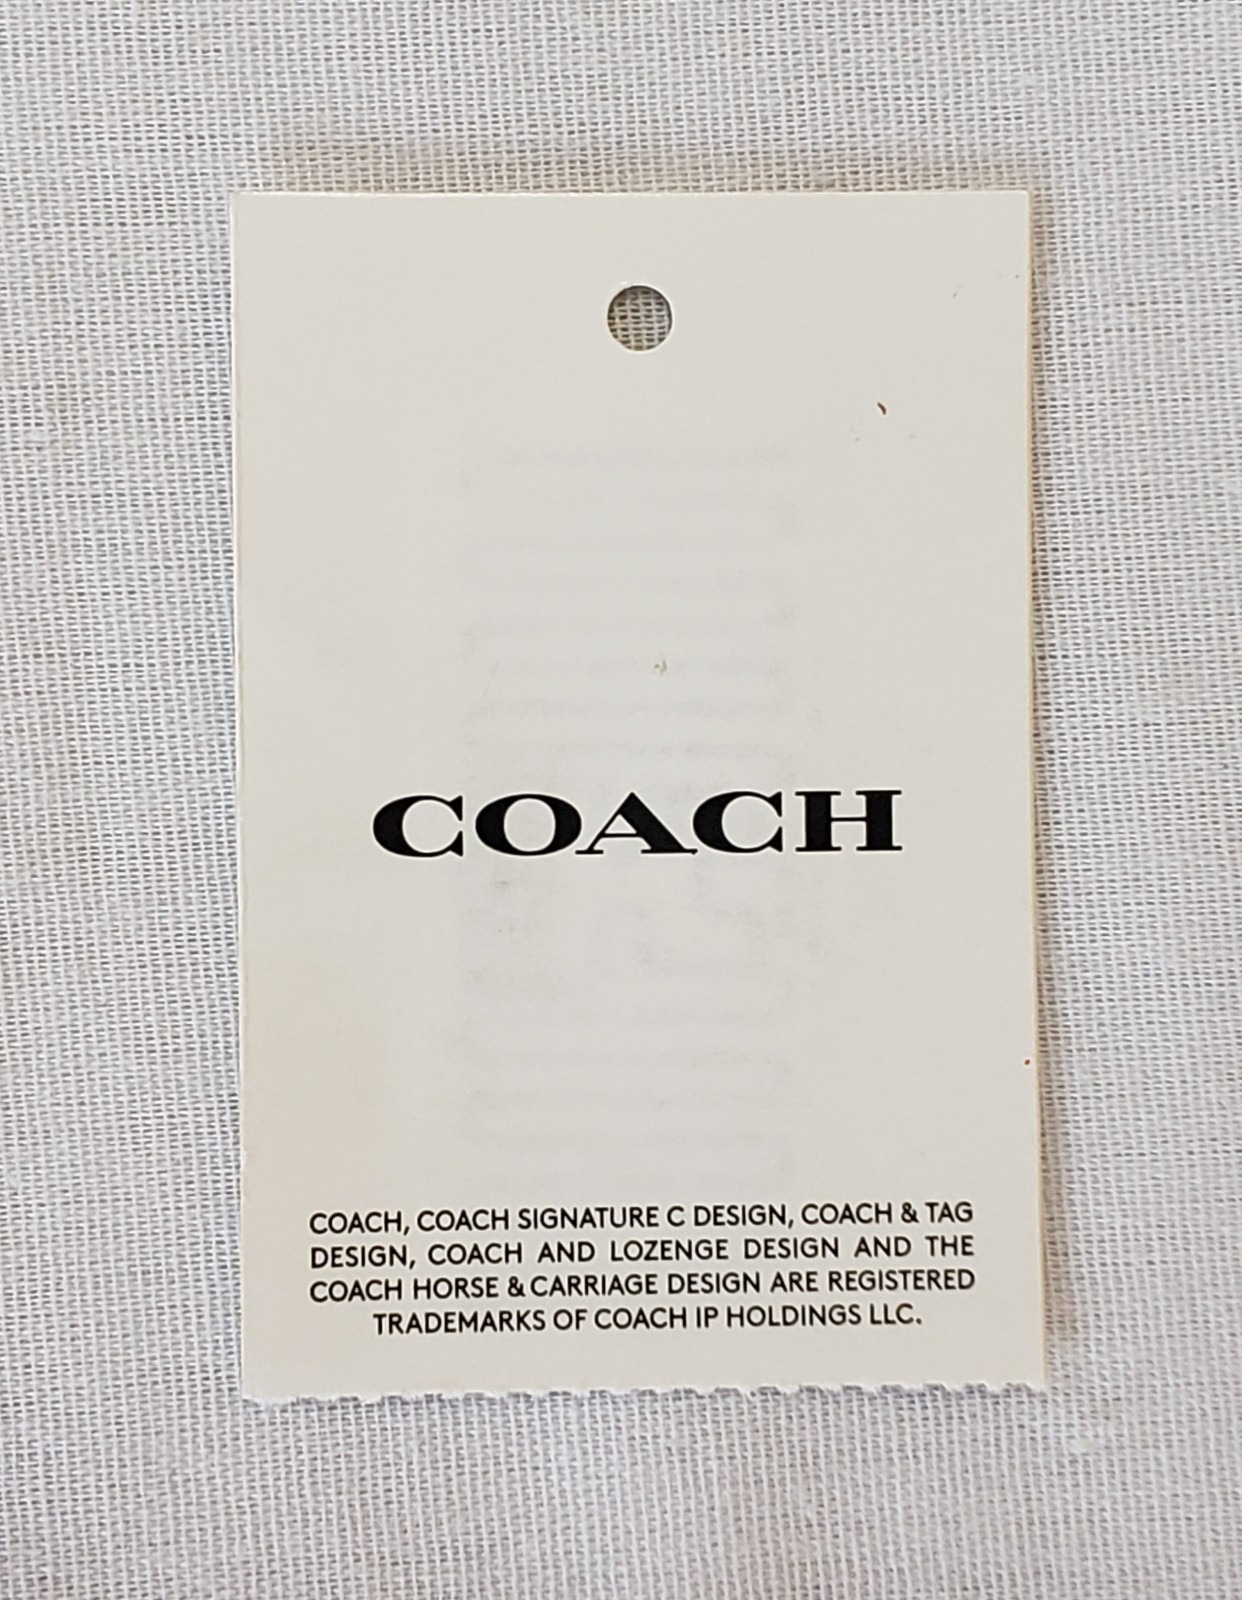 COACH
COACH, COACH SIGNATURE C DESIGN, COACH & TAG
DESIGN, COACH AND LOZENGE DESIGN AND THE
COACH HORSE & CARRIAGE DESIGN ARE REGISTERED
TRADEMARKS OF COACH IP HOLDINGS LLC.